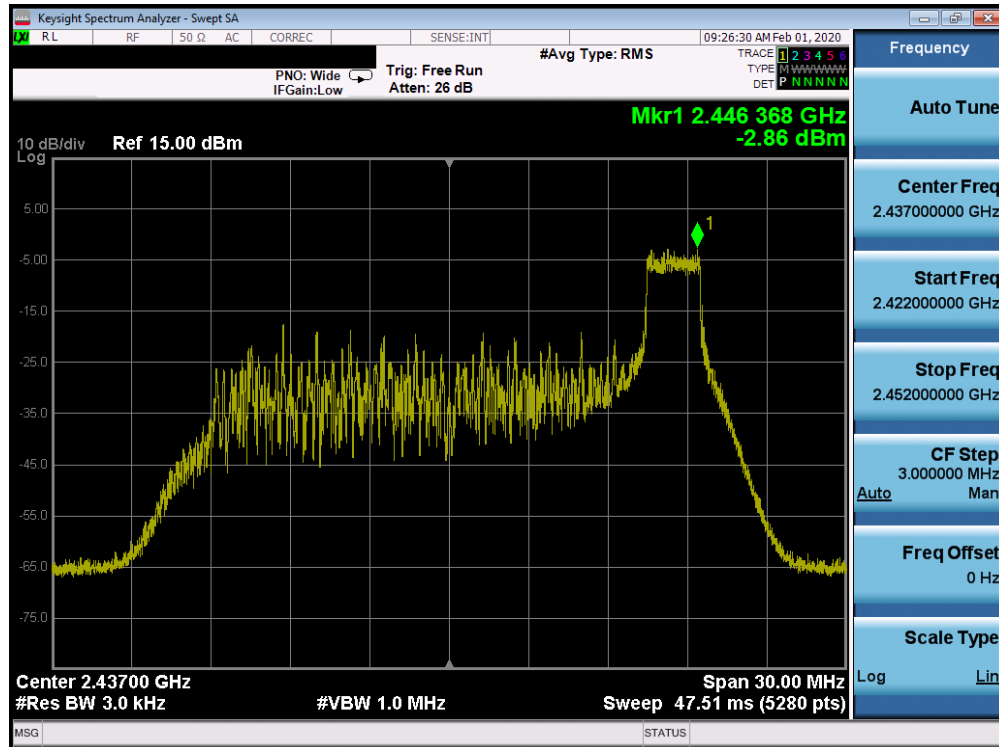 Keysight Spectrum Analyzer - Swept SA
LXI RL RF 50 Ω AC CORREC SENSE:INT 09:26:30 AM Feb 01, 2020
#Avg Type: RMS
TRACE 1 2 3 4 5 6
TYPE M W W W W W
DET P N N N N N
PNO: Wide
IFGain:Low
Trig: Free Run
Atten: 26 dB
Mkr1 2.446 368 GHz
-2.86 dBm
10 dB/div
Log
Ref 15.00 dBm
1
5.00
-5.00
-15.0
-25.0
-35.0
-45.0
-55.0
-65.0
-75.0
Center 2.43700 GHz
Span 30.00 MHz
#Res BW 3.0 kHz
#VBW 1.0 MHz
Sweep 47.51 ms (5280 pts)
MSG
STATUS
Frequency
Auto Tune
Center Freq
2.437000000 GHz
Start Freq
2.422000000 GHz
Stop Freq
2.452000000 GHz
CF Step
3.000000 MHz
Auto Man
Freq Offset
0 Hz
Scale Type
Log Lin